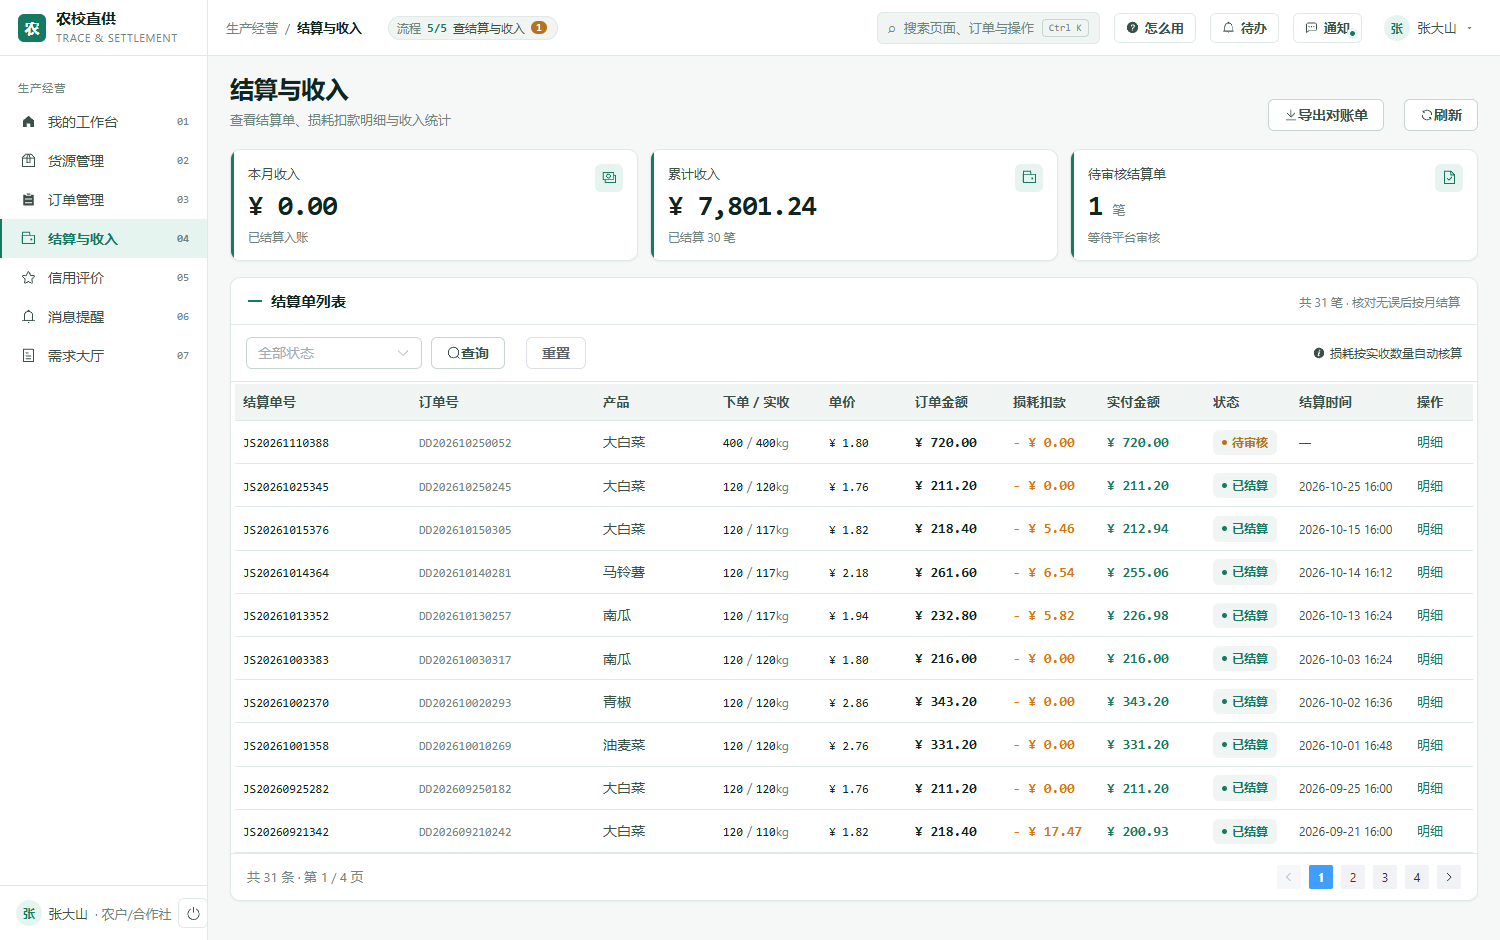 农 农校直供
TRACE & SETTLEMENT
生产经营 / 结算与收入
流程 5/5 查结算与收入 1
搜索页面、订单与操作 Ctrl K
怎么用
待办
通知
张 张大山
生产经营
我的工作台 01
货源管理 02
订单管理 03
结算与收入 04
信用评价 05
消息提醒 06
需求大厅 07
张 张大山 · 农户/合作社
结算与收入
查看结算单、损耗扣款明细与收入统计
导出对账单
刷新
本月收入
¥ 0.00
已结算入账
累计收入
¥ 7,801.24
已结算 30 笔
待审核结算单
1 笔
等待平台审核
结算单列表
共 31 笔 · 核对无误后按月结算
全部状态
查询
重置
损耗按实收数量自动核算
结算单号 订单号 产品 下单 / 实收 单价 订单金额 损耗扣款 实付金额 状态 结算时间 操作
JS20261110388 DD202610250052 大白菜 400 / 400kg ¥ 1.80 ¥ 720.00 - ¥ 0.00 ¥ 720.00 待审核 — 明细
JS20261025345 DD202610250245 大白菜 120 / 120kg ¥ 1.76 ¥ 211.20 - ¥ 0.00 ¥ 211.20 已结算 2026-10-25 16:00 明细
JS20261015376 DD202610150305 大白菜 120 / 117kg ¥ 1.82 ¥ 218.40 - ¥ 5.46 ¥ 212.94 已结算 2026-10-15 16:00 明细
JS20261014364 DD202610140281 马铃薯 120 / 117kg ¥ 2.18 ¥ 261.60 - ¥ 6.54 ¥ 255.06 已结算 2026-10-14 16:12 明细
JS20261013352 DD202610130257 南瓜 120 / 117kg ¥ 1.94 ¥ 232.80 - ¥ 5.82 ¥ 226.98 已结算 2026-10-13 16:24 明细
JS20261003383 DD202610030317 南瓜 120 / 120kg ¥ 1.80 ¥ 216.00 - ¥ 0.00 ¥ 216.00 已结算 2026-10-03 16:24 明细
JS20261002370 DD202610020293 青椒 120 / 120kg ¥ 2.86 ¥ 343.20 - ¥ 0.00 ¥ 343.20 已结算 2026-10-02 16:36 明细
JS20261001358 DD202610010269 油麦菜 120 / 120kg ¥ 2.76 ¥ 331.20 - ¥ 0.00 ¥ 331.20 已结算 2026-10-01 16:48 明细
JS20260925282 DD202609250182 大白菜 120 / 120kg ¥ 1.76 ¥ 211.20 - ¥ 0.00 ¥ 211.20 已结算 2026-09-25 16:00 明细
JS20260921342 DD202609210242 大白菜 120 / 110kg ¥ 1.82 ¥ 218.40 - ¥ 17.47 ¥ 200.93 已结算 2026-09-21 16:00 明细
共 31 条 · 第 1 / 4 页
1 2 3 4